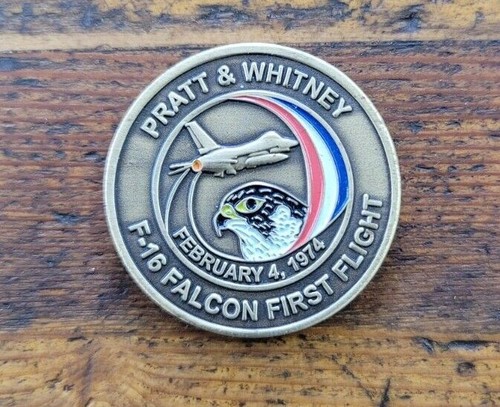 PRATT & WHITNEY
FEBRUARY 4, 1974
F-16 FALCON FIRST FLIGHT